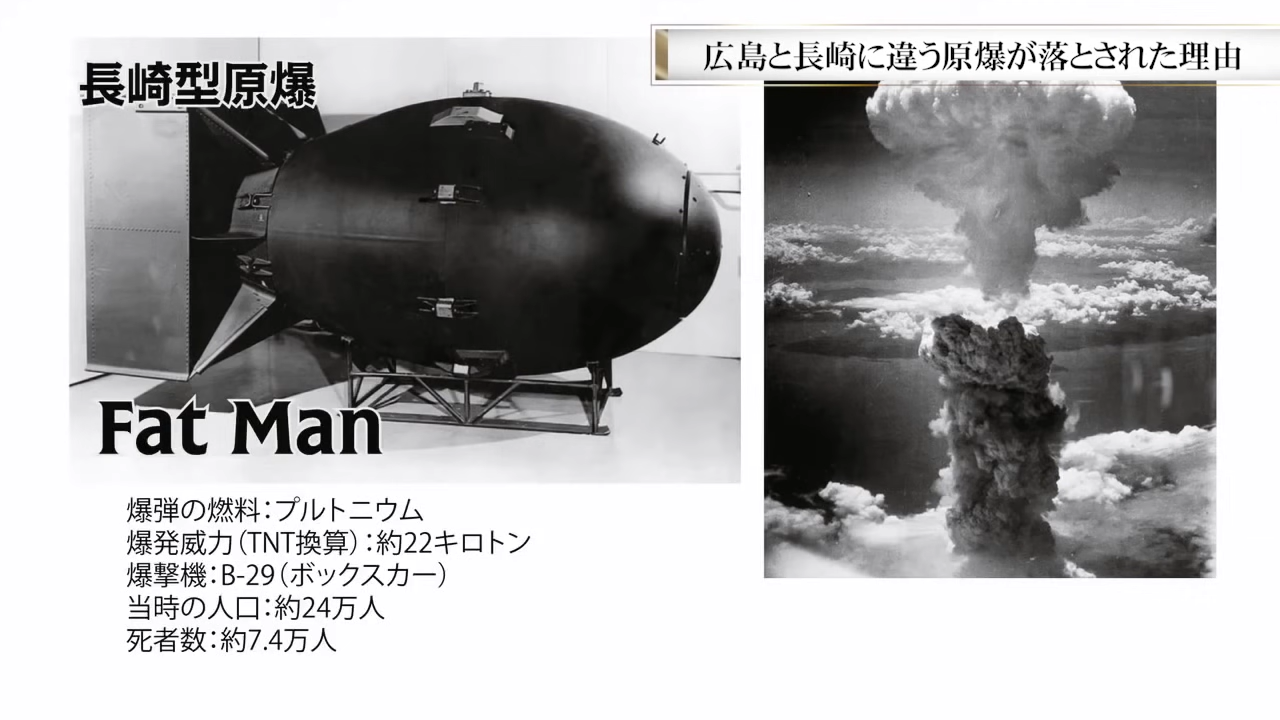 広島と長崎に違う原爆が落とされた理由
長崎型原爆
Fat Man
爆弾の燃料：プルトニウム
爆発威力（TNT換算）：約22キロトン
爆撃機：B-29（ボックスカー）
当時の人口：約24万人
死者数：約7.4万人